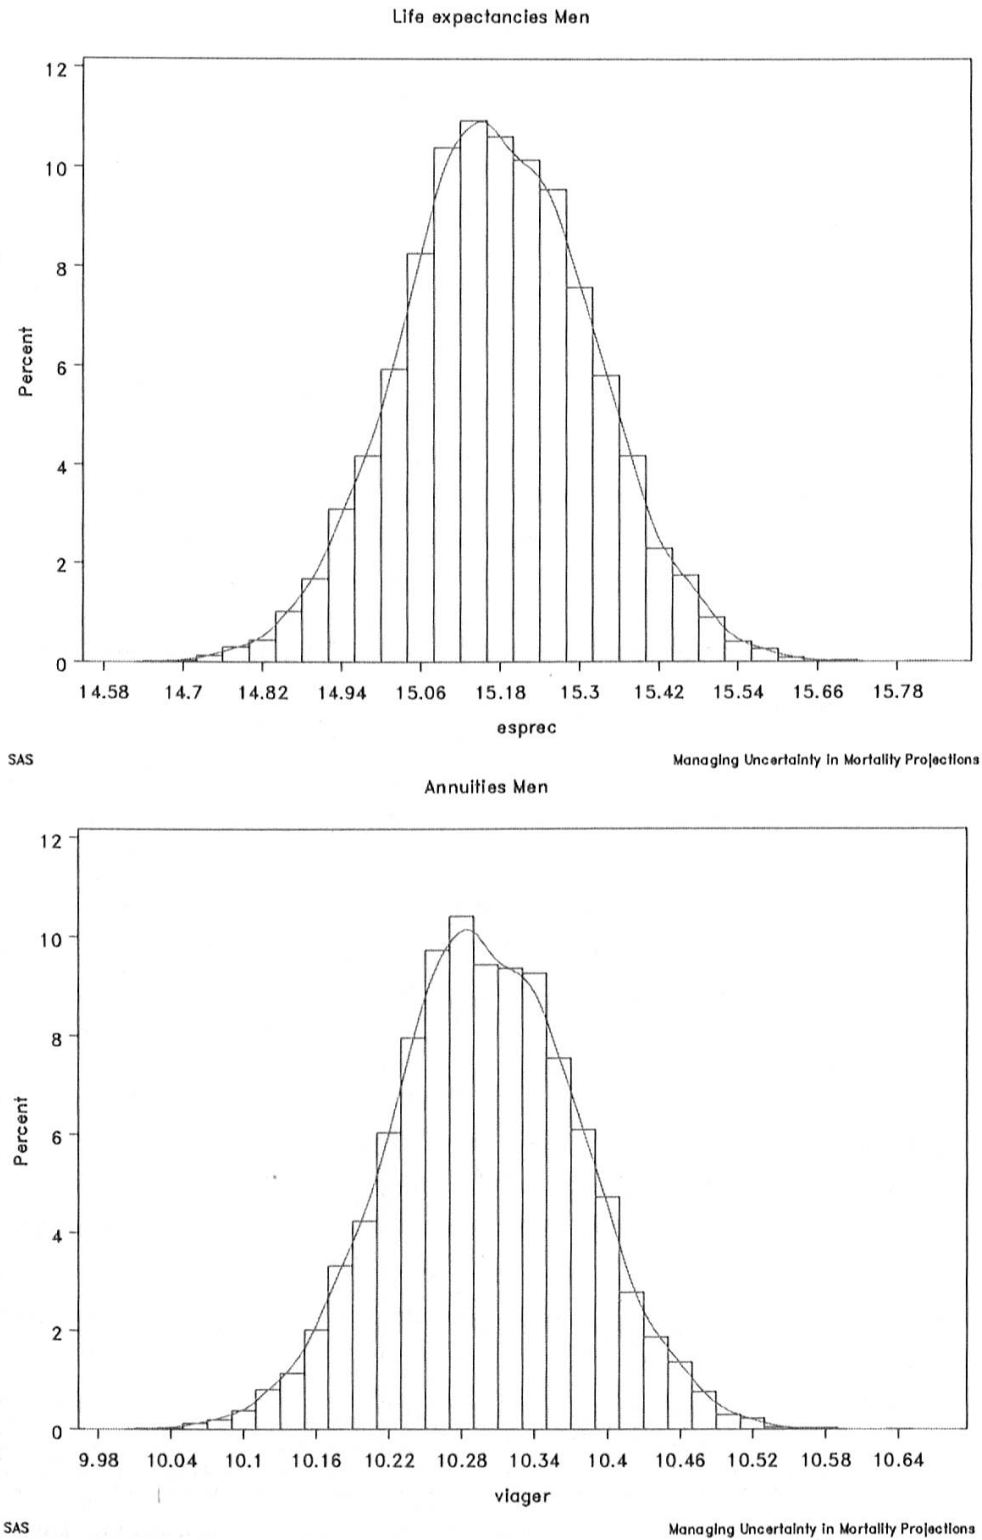 Life expectancies Men
12
10
8
6
4
2
0
Percent
14.58 14.7 14.82 14.94 15.06 15.18 15.3 15.42 15.54 15.66 15.78
esprec
SAS Managing Uncertainty in Mortality Projections
Annuities Men
12
10
8
6
4
2
0
Percent
9.98 10.04 10.1 10.16 10.22 10.28 10.34 10.4 10.46 10.52 10.58 10.64
viager
SAS Managing Uncertainty in Mortality Projections